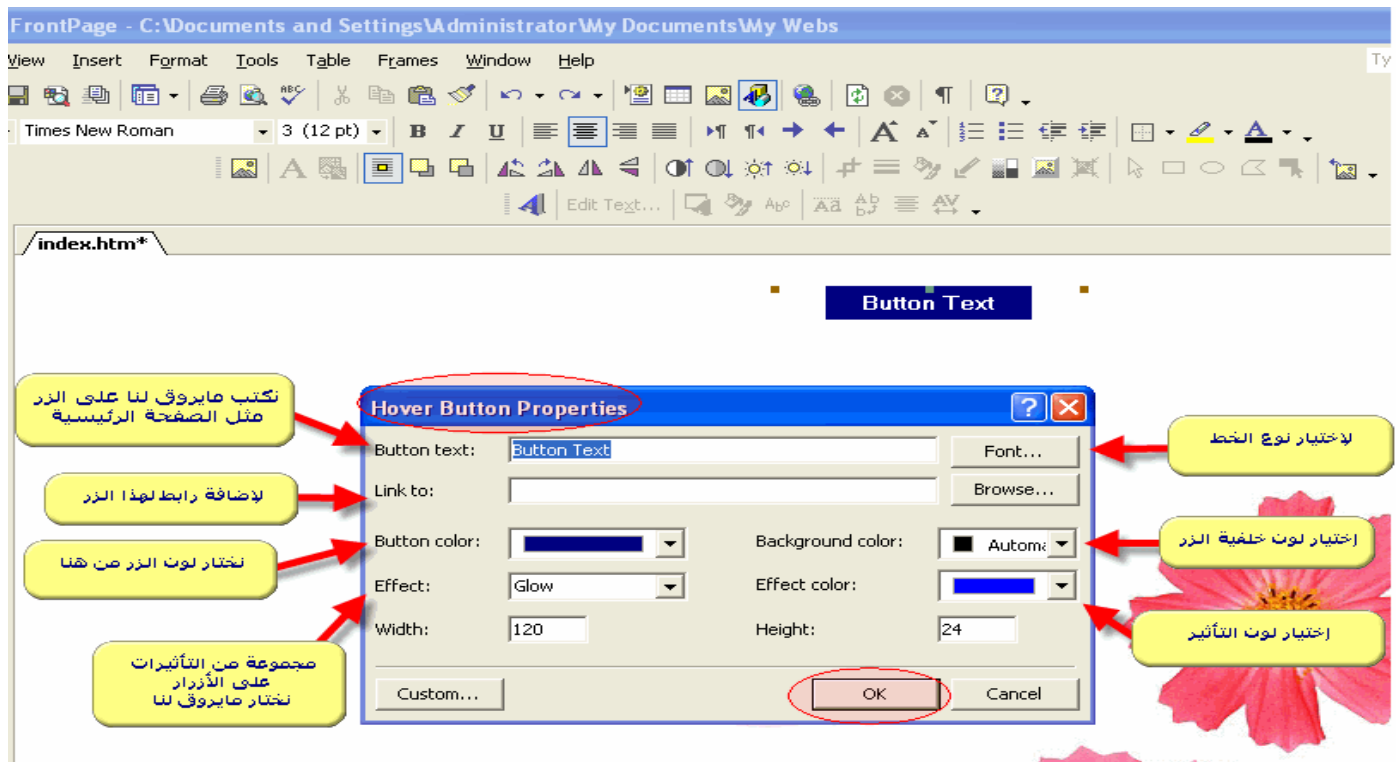 FrontPage - C:\Documents and Settings\Administrator\My Documents\My Webs
View Insert Format Tools Table Frames Window Help
Ty
Times New Roman 3 (12 pt) B I U
Edit Text...
index.htm*
Button Text
نكتب مايروق لنا على الزر
مثل الصفحة الرئيسية
Hover Button Properties
Button text: Button Text Font...
لإختيار نوع الخط
Link to: Browse...
لإضافة رابط لهذا الزر
Button color: Background color: Automa
إختيار لون خلفية الزر
نختار لون الزر من هنا
Effect: Glow Effect color:
إختيار لون التأثير
Width: 120 Height: 24
مجموعة من التأثيرات
على الأزرار
نختار مايروق لنا
Custom... OK Cancel